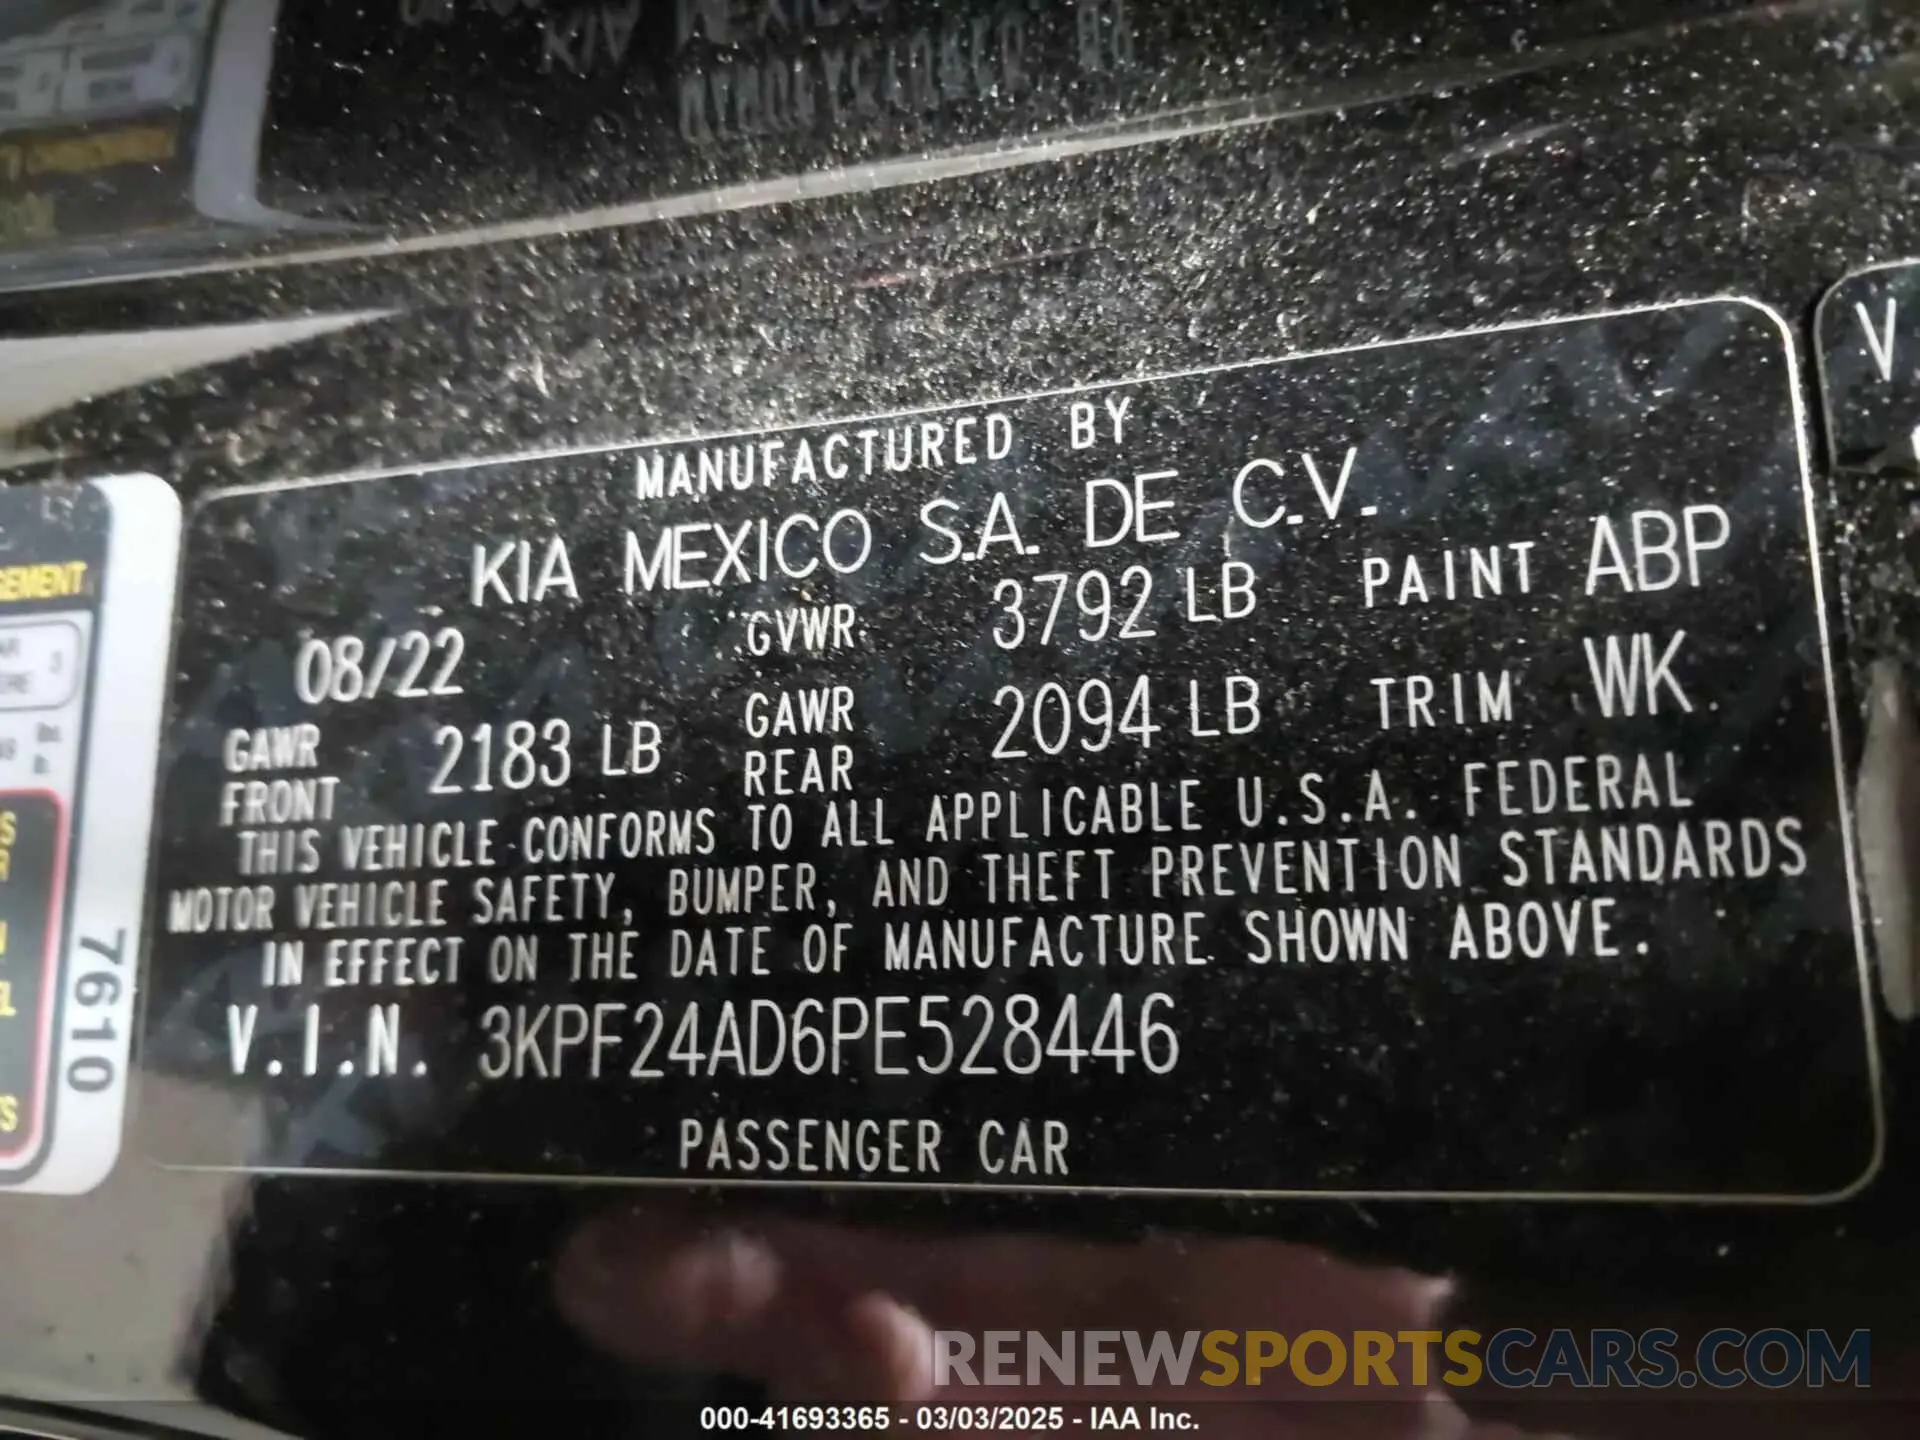 MANUFACTURED BY
KIA MEXICO S.A. DE C.V.
08/22 GVWR 3792 LB PAINT ABP
GAWR FRONT 2183 LB GAWR REAR 2094 LB TRIM WK
THIS VEHICLE CONFORMS TO ALL APPLICABLE U.S.A. FEDERAL
MOTOR VEHICLE SAFETY, BUMPER, AND THEFT PREVENTION STANDARDS
IN EFFECT ON THE DATE OF MANUFACTURE SHOWN ABOVE.
V.I.N. 3KPF24AD6PE528446
PASSENGER CAR
7610
V
RENEWSPORTSCARS.COM
000-41693365 - 03/03/2025 - IAA Inc.